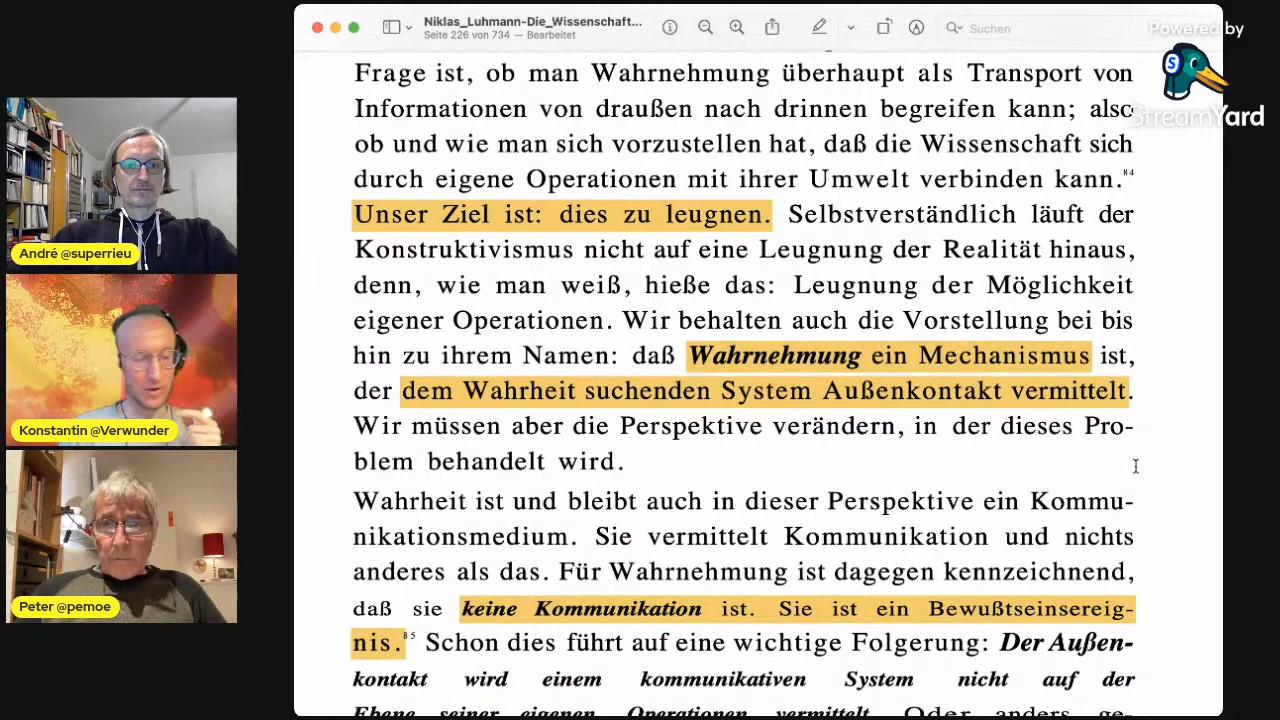 Niklas_Luhmann-Die_Wissenschaft...
Seite 226 von 734 — Bearbeitet
Suchen
Powered by
StreamYard
Frage ist, ob man Wahrnehmung überhaupt als Transport von
Informationen von draußen nach drinnen begreifen kann; also
ob und wie man sich vorzustellen hat, daß die Wissenschaft sich
durch eigene Operationen mit ihrer Umwelt verbinden kann.84
Unser Ziel ist: dies zu leugnen. Selbstverständlich läuft der
Konstruktivismus nicht auf eine Leugnung der Realität hinaus,
denn, wie man weiß, hieße das: Leugnung der Möglichkeit
eigener Operationen. Wir behalten auch die Vorstellung bei bis
hin zu ihrem Namen: daß Wahrnehmung ein Mechanismus ist,
der dem Wahrheit suchenden System Außenkontakt vermittelt.
Wir müssen aber die Perspektive verändern, in der dieses Pro-
blem behandelt wird.
Wahrheit ist und bleibt auch in dieser Perspektive ein Kommu-
nikationsmedium. Sie vermittelt Kommunikation und nichts
anderes als das. Für Wahrnehmung ist dagegen kennzeichnend,
daß sie keine Kommunikation ist. Sie ist ein Bewußtseinsereig-
nis.85 Schon dies führt auf eine wichtige Folgerung: Der Außen-
kontakt wird einem kommunikativen System nicht auf der
Ebene seiner eigenen Operationen vermittelt. Oder anders ge-
André @superrieu
Konstantin @Verwunder
Peter @pemoe